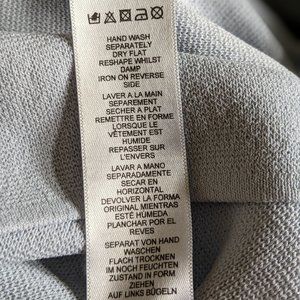 HAND WASH
SEPARATELY
DRY FLAT
RESHAPE WHILST
DAMP
IRON ON REVERSE
SIDE
LAVER A LA MAIN
SEPAREMENT
SECHER A PLAT
REMETTRE EN FORME
LORSQUE LE
VÊTEMENT EST
HUMIDE
REPASSER SUR
L'ENVERS
LAVAR A MANO
SEPARADAMENTE
SECAR EN
HORIZONTAL
DEVOLVER LA FORMA
ORIGINAL MIENTRAS
ESTÉ HÚMEDA
PLANCHAR POR EL
REVES
SEPARAT VON HAND
WASCHEN
FLACH TROCKNEN
IM NOCH FEUCHTEN
ZUSTAND IN FORM
ZIEHEN
AUF LINKS BÜGELN